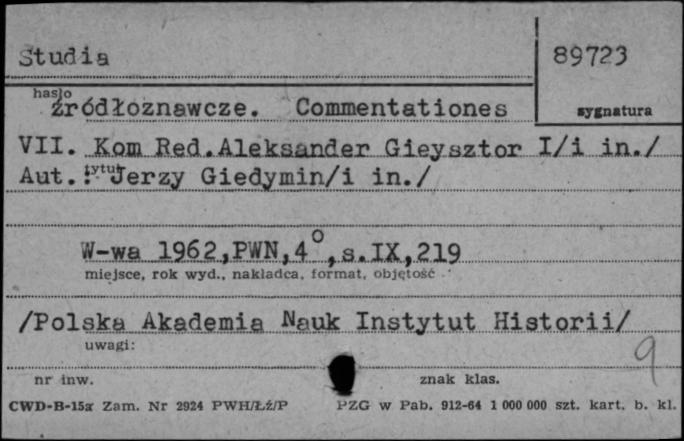 Studia
89723
hasło
źródłoznawcze. Commentationes
sygnatura
VII. Kom Red.Aleksander Gieysztor I/i in./
tytuł
Aut.: Jerzy Giedymin/i in./
W-wa 1962,PWN,4°,s.IX,219
miejsce, rok wyd., nakładca, format, objętość
/Polska Akademia Nauk Instytut Historii/
uwagi:
9
nr inw.
znak klas.
CWD-B-15a Zam. Nr 2924 PWH/Łź/P
PZG w Pab. 912-64 1 000 000 szt. kart. b. kl.